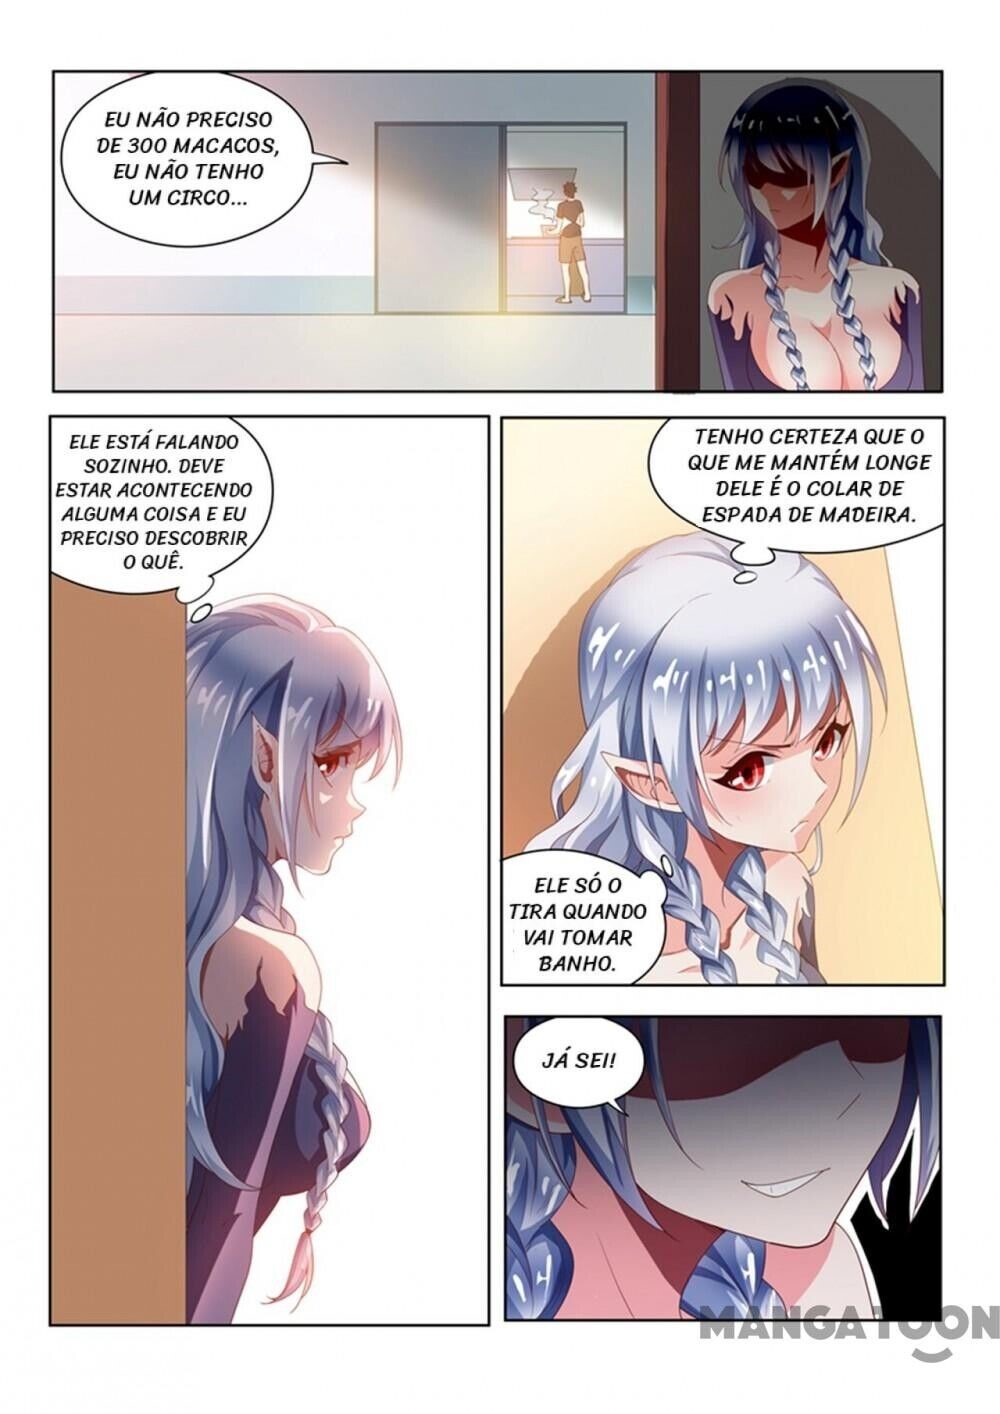 EU NÃO PRECISO
DE 300 MACACOS,
EU NÃO TENHO
UM CIRCO...
ELE ESTÁ FALANDO
SOZINHO. DEVE
ESTAR ACONTECENDO
ALGUMA COISA E EU
PRECISO DESCOBRIR
O QUÊ.
TENHO CERTEZA QUE O
QUE ME MANTÉM LONGE
DELE É O COLAR DE
ESPADA DE MADEIRA.
ELE SÓ O
TIRA QUANDO
VAI TOMAR
BANHO.
JÁ SEI!
MANGATOON